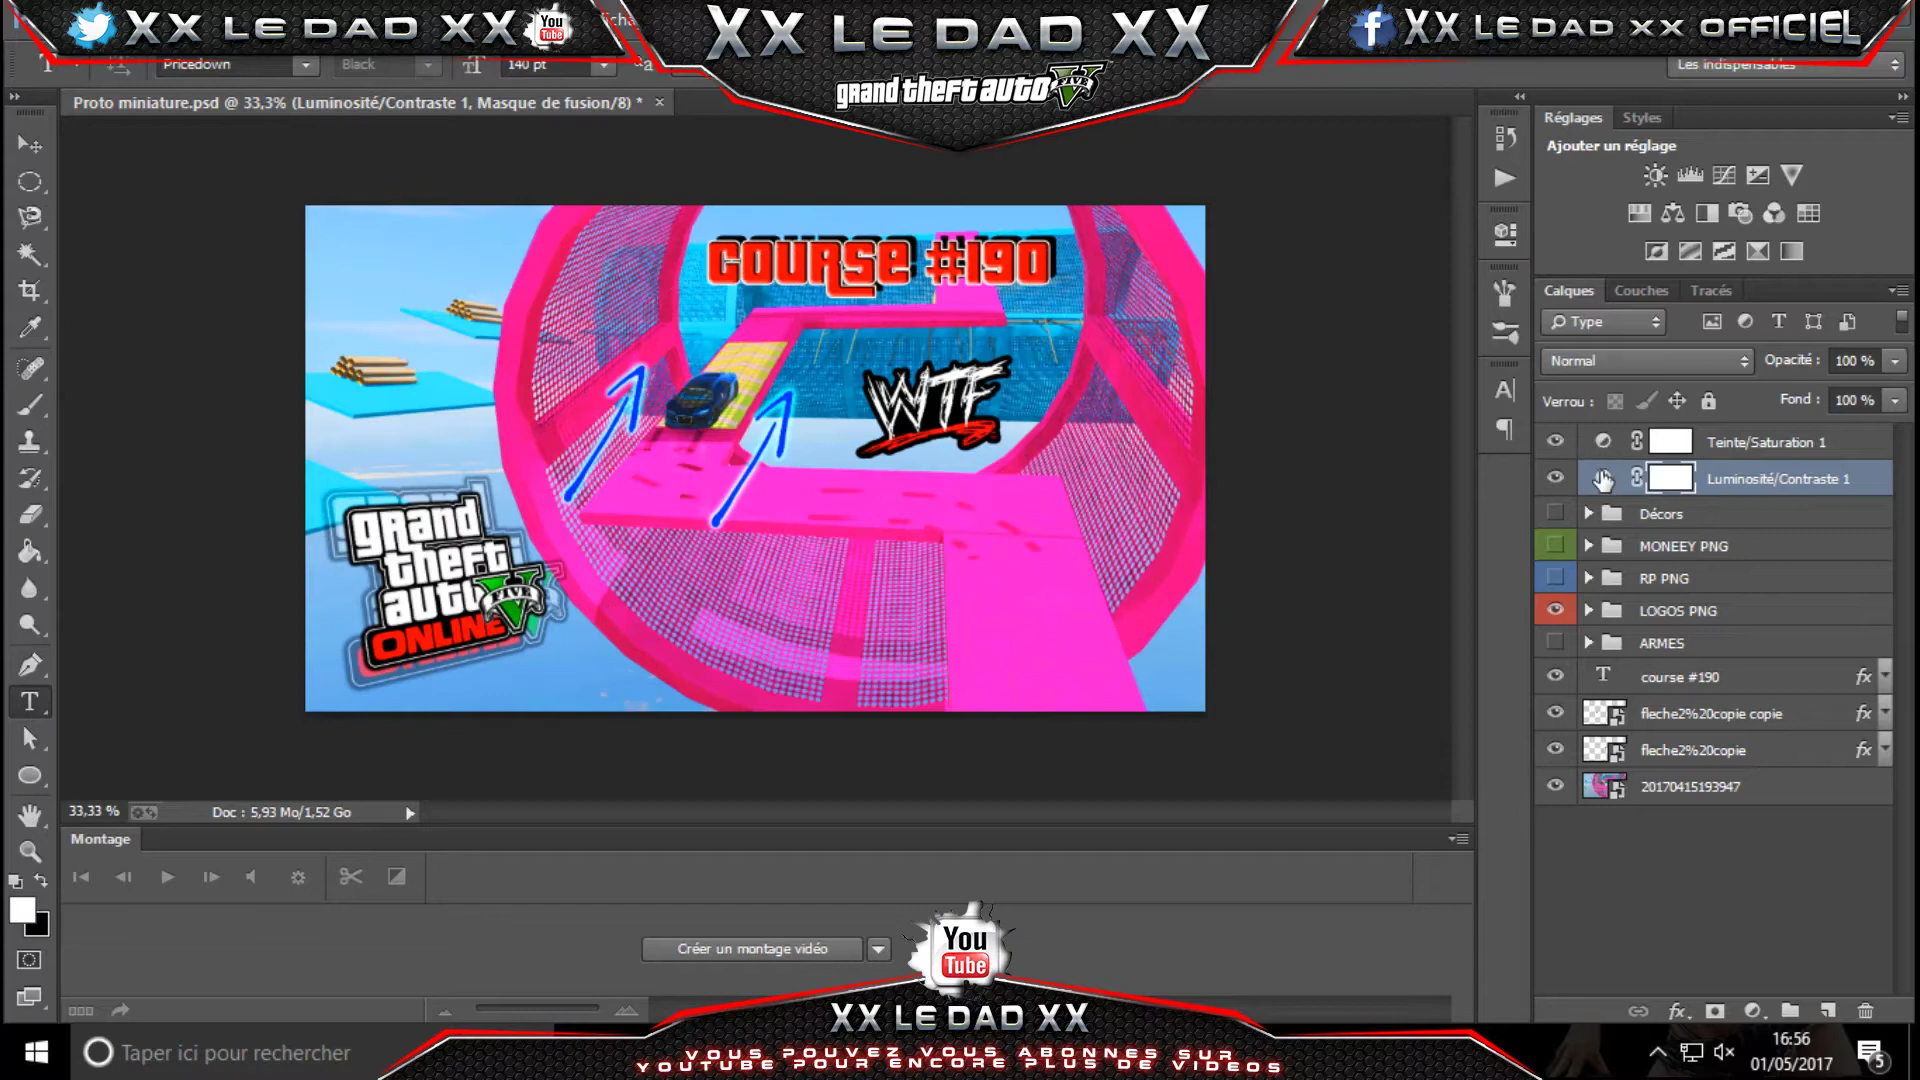 XX LE DAD XX
You
Tube
XX LE DAD XX
grand theft auto V
FIVE
f XX LE DAD XX OFFICIEL
Pricedown
Black
140 pt
Les indispensables
Proto miniature.psd @ 33,3% (Luminosité/Contraste 1, Masque de fusion/8) *
COURSE #190
WTF
grand
theft
auto V
FIVE
ONLINE
Réglages
Styles
Ajouter un réglage
Calques
Couches
Tracés
Type
Normal
Opacité :
100 %
Verrou :
Fond :
100 %
Teinte/Saturation 1
Luminosité/Contraste 1
Décors
MONEEY PNG
RP PNG
LOGOS PNG
ARMES
course #190
fx
fleche2%20copie copie
fx
fleche2%20copie
fx
20170415193947
33,33 %
Doc : 5,93 Mo/1,52 Go
Montage
Créer un montage vidéo
You
Tube
XX LE DAD XX
VOUS POUVEZ VOUS ABONNES SUR
YOUTUBE POUR ENCORE PLUS DE VIDEOS
Taper ici pour rechercher
16:56
01/05/2017
5